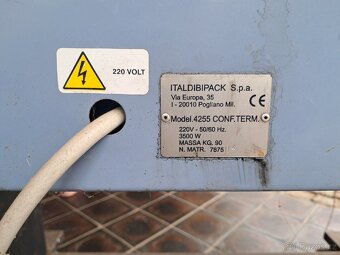 220 VOLT
ITALDIBIPACK S.p.a.
Via Europa, 35
I - 20010 Pogliano Mil.
CE
Model.4255 CONF.TERM.
220V - 50/60 Hz.
3500 W
MASSA KG. 90
N. MATR. 7875